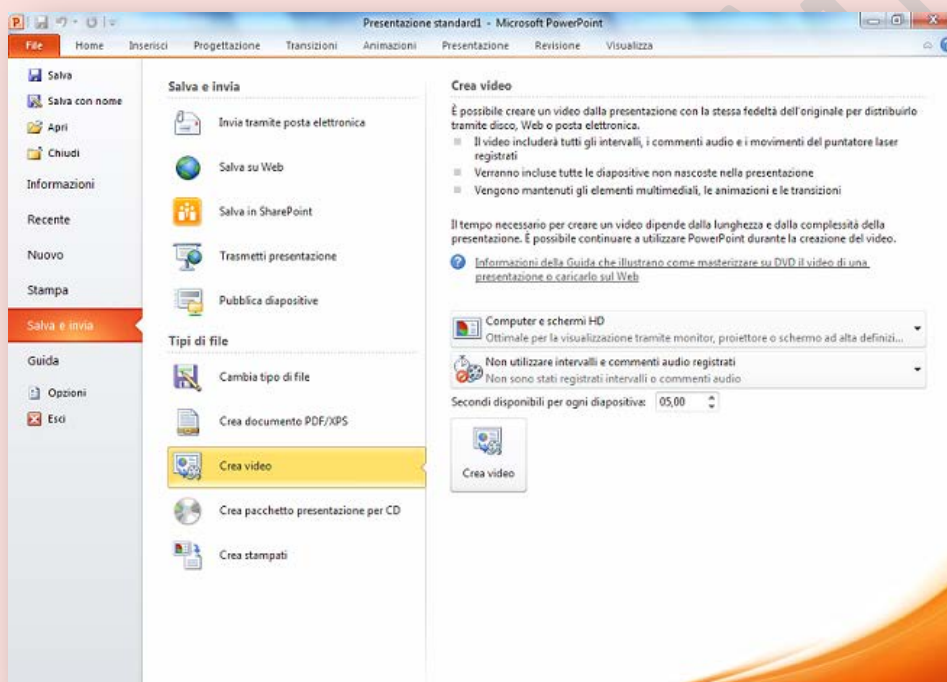 Presentazione standard1 - Microsoft PowerPoint
File Home Inserisci Progettazione Transizioni Animazioni Presentazione Revisione Visualizza
Salva
Salva con nome
Apri
Chiudi
Informazioni
Recente
Nuovo
Stampa
Salva e invia
Guida
Opzioni
Esci
Salva e invia
Invia tramite posta elettronica
Salva su Web
Salva in SharePoint
Trasmetti presentazione
Pubblica diapositive
Tipi di file
Cambia tipo di file
Crea documento PDF/XPS
Crea video
Crea pacchetto presentazione per CD
Crea stampati
Crea video
È possibile creare un video dalla presentazione con la stessa fedeltà dell'originale per distribuirlo
tramite disco, Web o posta elettronica.
Il video includerà tutti gli intervalli, i commenti audio e i movimenti del puntatore laser
registrati
Verranno incluse tutte le diapositive non nascoste nella presentazione
Vengono mantenuti gli elementi multimediali, le animazioni e le transizioni
Il tempo necessario per creare un video dipende dalla lunghezza e dalla complessità della
presentazione. È possibile continuare a utilizzare PowerPoint durante la creazione del video.
Informazioni della Guida che illustrano come masterizzare su DVD il video di una
presentazione o caricarlo sul Web
Computer e schermi HD
Ottimale per la visualizzazione tramite monitor, proiettore o schermo ad alta definizi...
Non utilizzare intervalli e commenti audio registrati
Non sono stati registrati intervalli o commenti audio
Secondi disponibili per ogni diapositiva: 05,00
Crea video